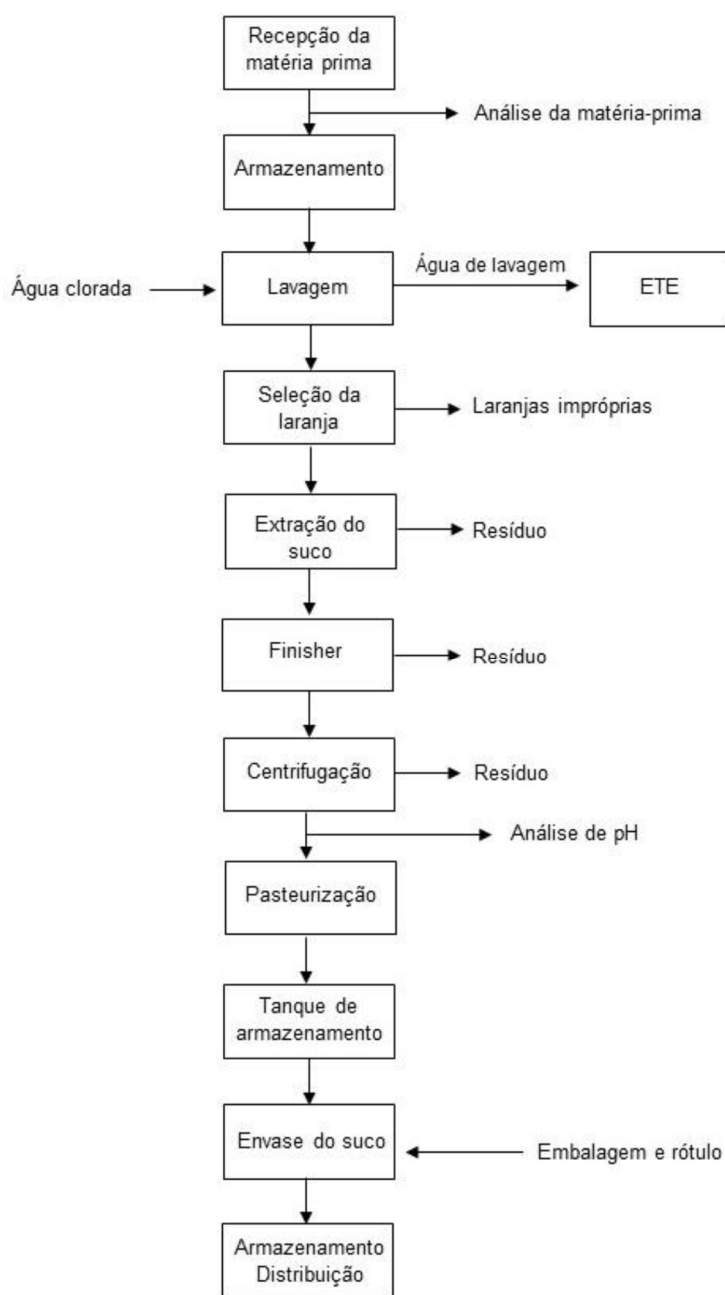 Recepção da
matéria prima
Análise da matéria-prima
Armazenamento
Água clorada
Lavagem
Água de lavagem
ETE
Seleção da
laranja
Laranjas impróprias
Extração do
suco
Resíduo
Finisher
Resíduo
Centrifugação
Resíduo
Análise de pH
Pasteurização
Tanque de
armazenamento
Envase do suco
Embalagem e rótulo
Armazenamento
Distribuição